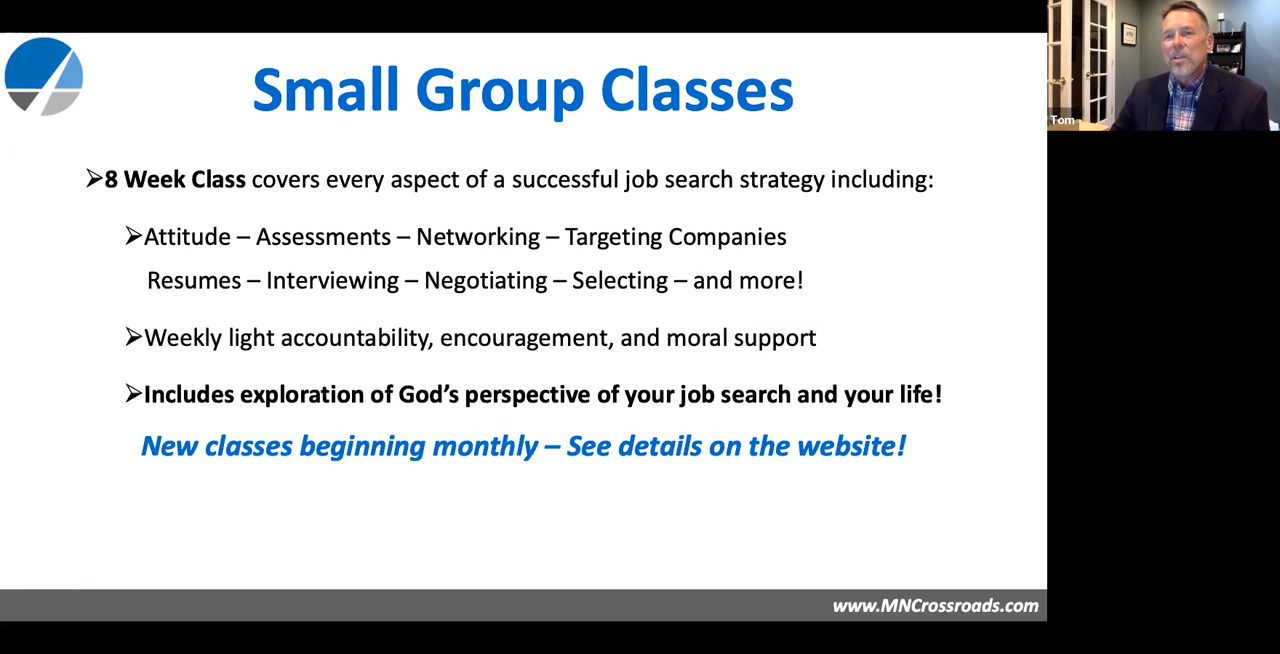 Small Group Classes
➢8 Week Class covers every aspect of a successful job search strategy including:
➢Attitude – Assessments – Networking – Targeting Companies
Resumes – Interviewing – Negotiating – Selecting – and more!
➢Weekly light accountability, encouragement, and moral support
➢Includes exploration of God’s perspective of your job search and your life!
New classes beginning monthly – See details on the website!
www.MNCrossroads.com
Tom